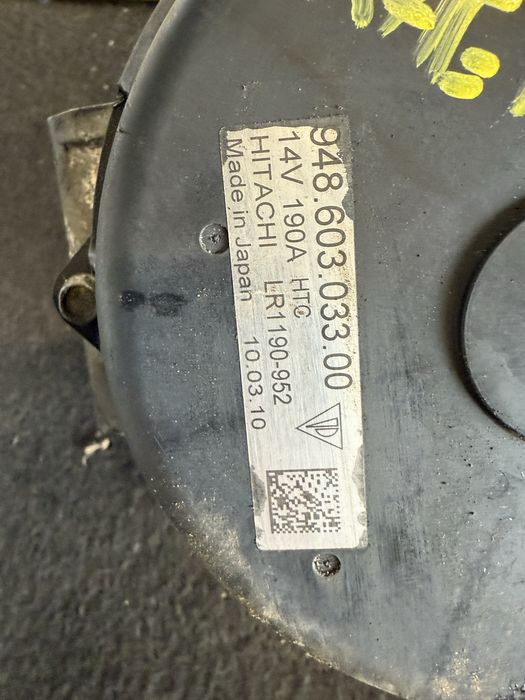 948.603.033.00
14V 190A HTC
HITACHI LR1190-952
Made in Japan 10.03.10